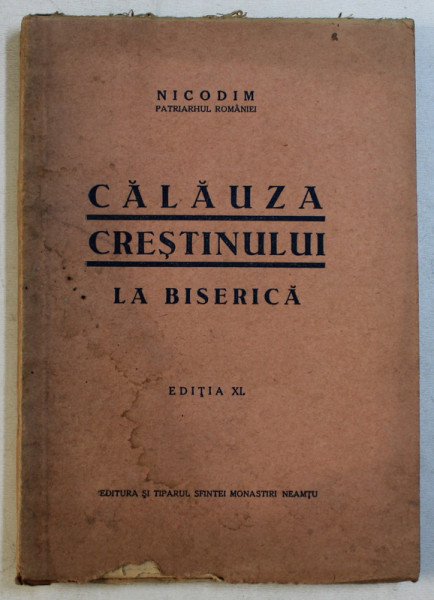 NICODIM
PATRIARHUL ROMÂNIEI
CĂLĂUZA
CREȘTINULUI
LA BISERICĂ
EDIȚIA XI.
EDITURA ȘI TIPARUL SFINTEI MONASTIRI NEAMȚU